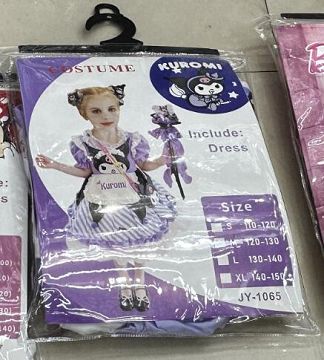 COSTUME
KUROMI
Include:
Dress
Kuromi
Size
S 110-120
M 120-130
L 130-140
XL 140-150
JY-1065